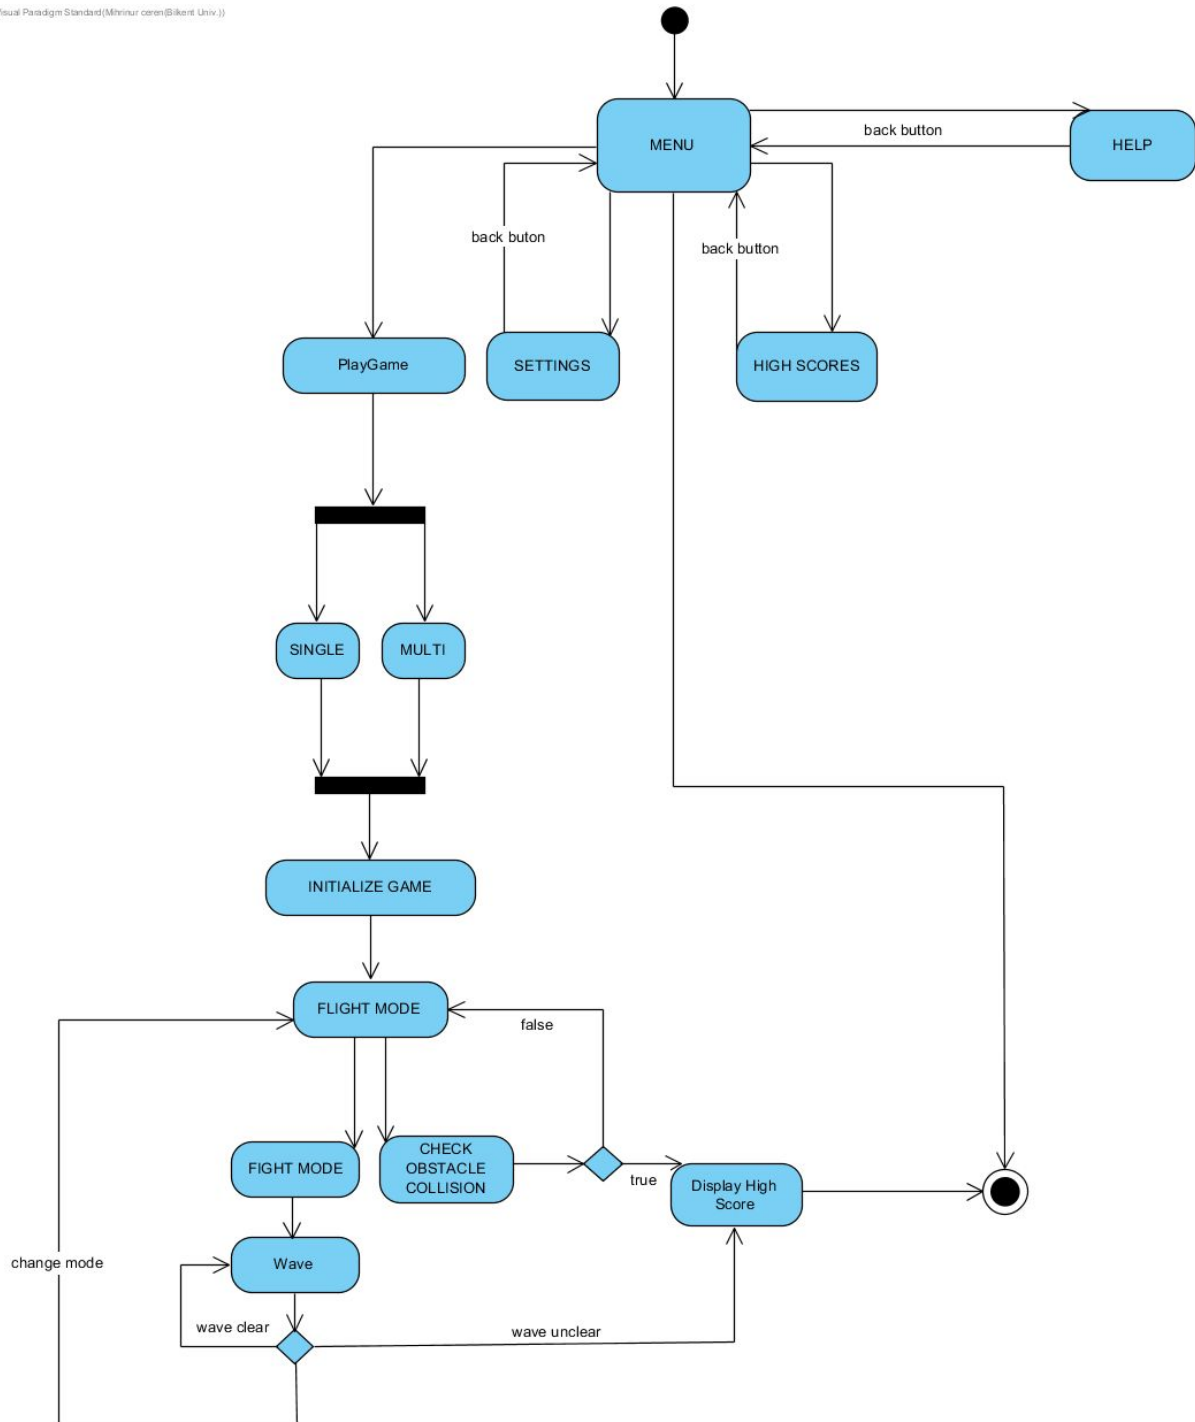 Visual Paradigm Standard(Mihrinur ceren(Bilkent Univ.))
MENU
back button
HELP
back buton
back button
PlayGame
SETTINGS
HIGH SCORES
SINGLE
MULTI
INITIALIZE GAME
FLIGHT MODE
false
FIGHT MODE
CHECK
OBSTACLE
COLLISION
true
Display High
Score
change mode
Wave
wave clear
wave unclear